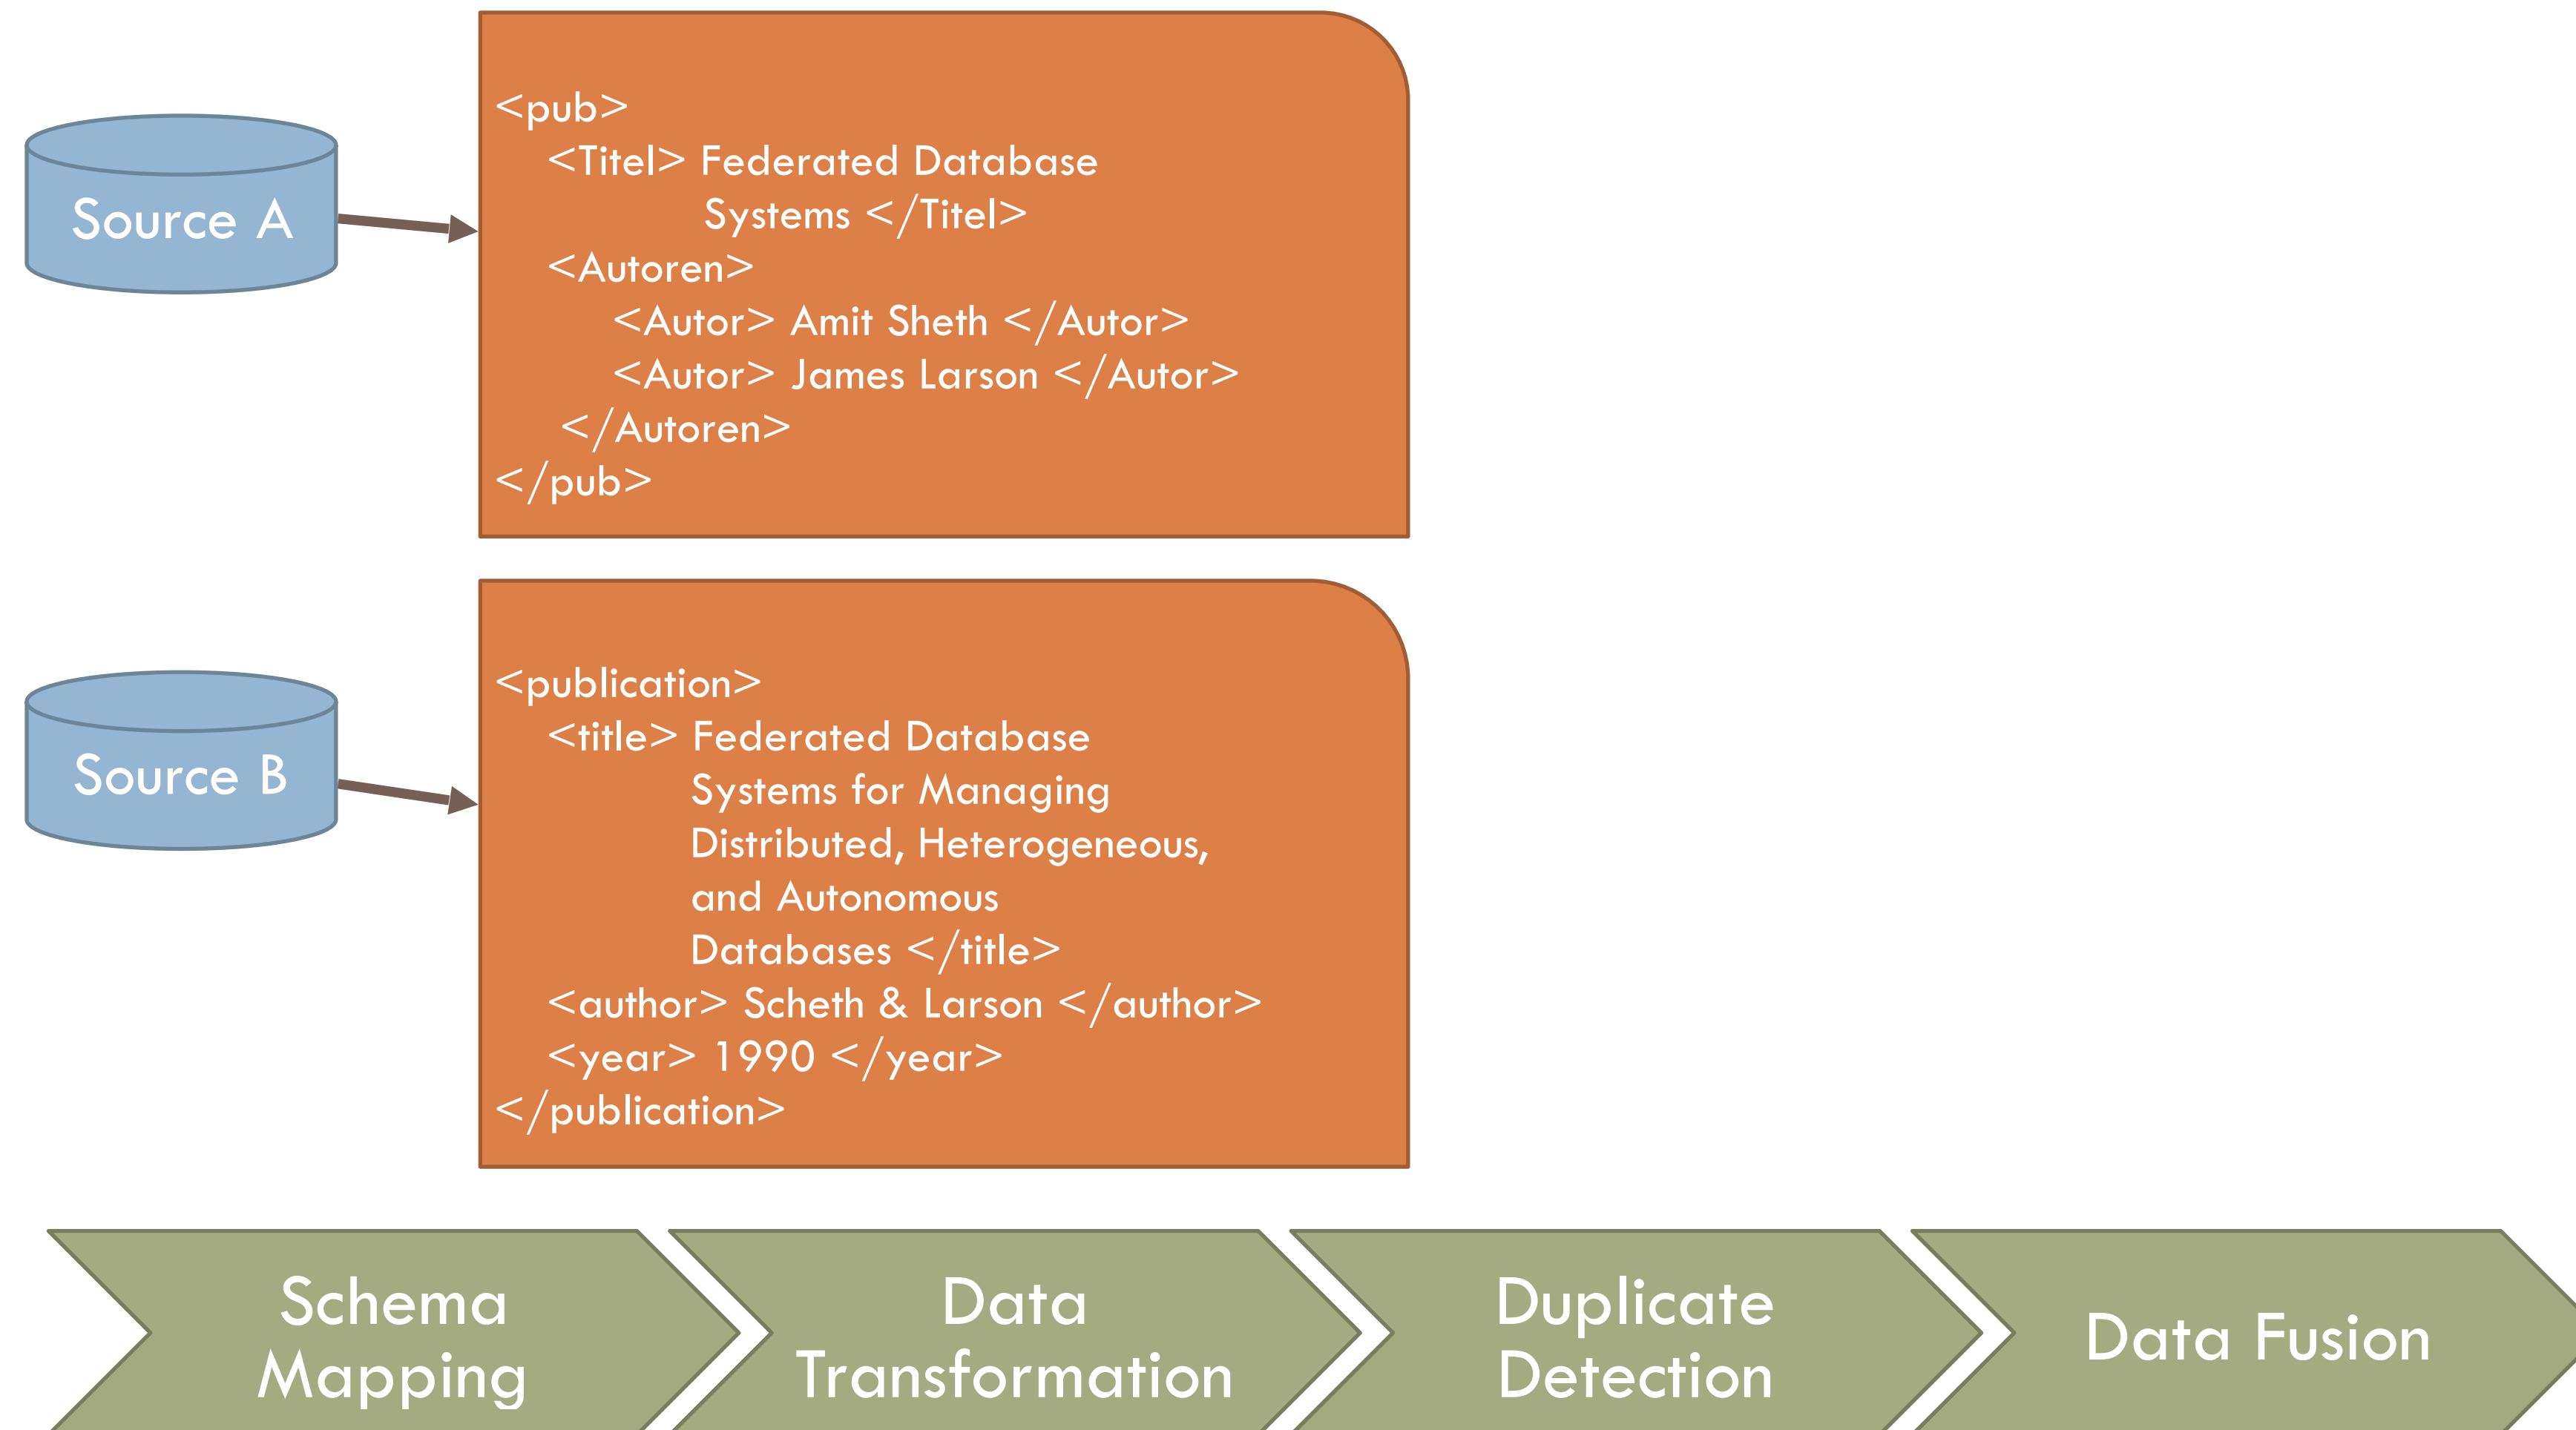 Source A
<pub>
<Titel> Federated Database
Systems </Titel>
<Autoren>
<Autor> Amit Sheth </Autor>
<Autor> James Larson </Autor>
</Autoren>
</pub>
Source B
<publication>
<title> Federated Database
Systems for Managing
Distributed, Heterogeneous,
and Autonomous
Databases </title>
<author> Scheth & Larson </author>
<year> 1990 </year>
</publication>
Schema
Mapping
Data
Transformation
Duplicate
Detection
Data Fusion